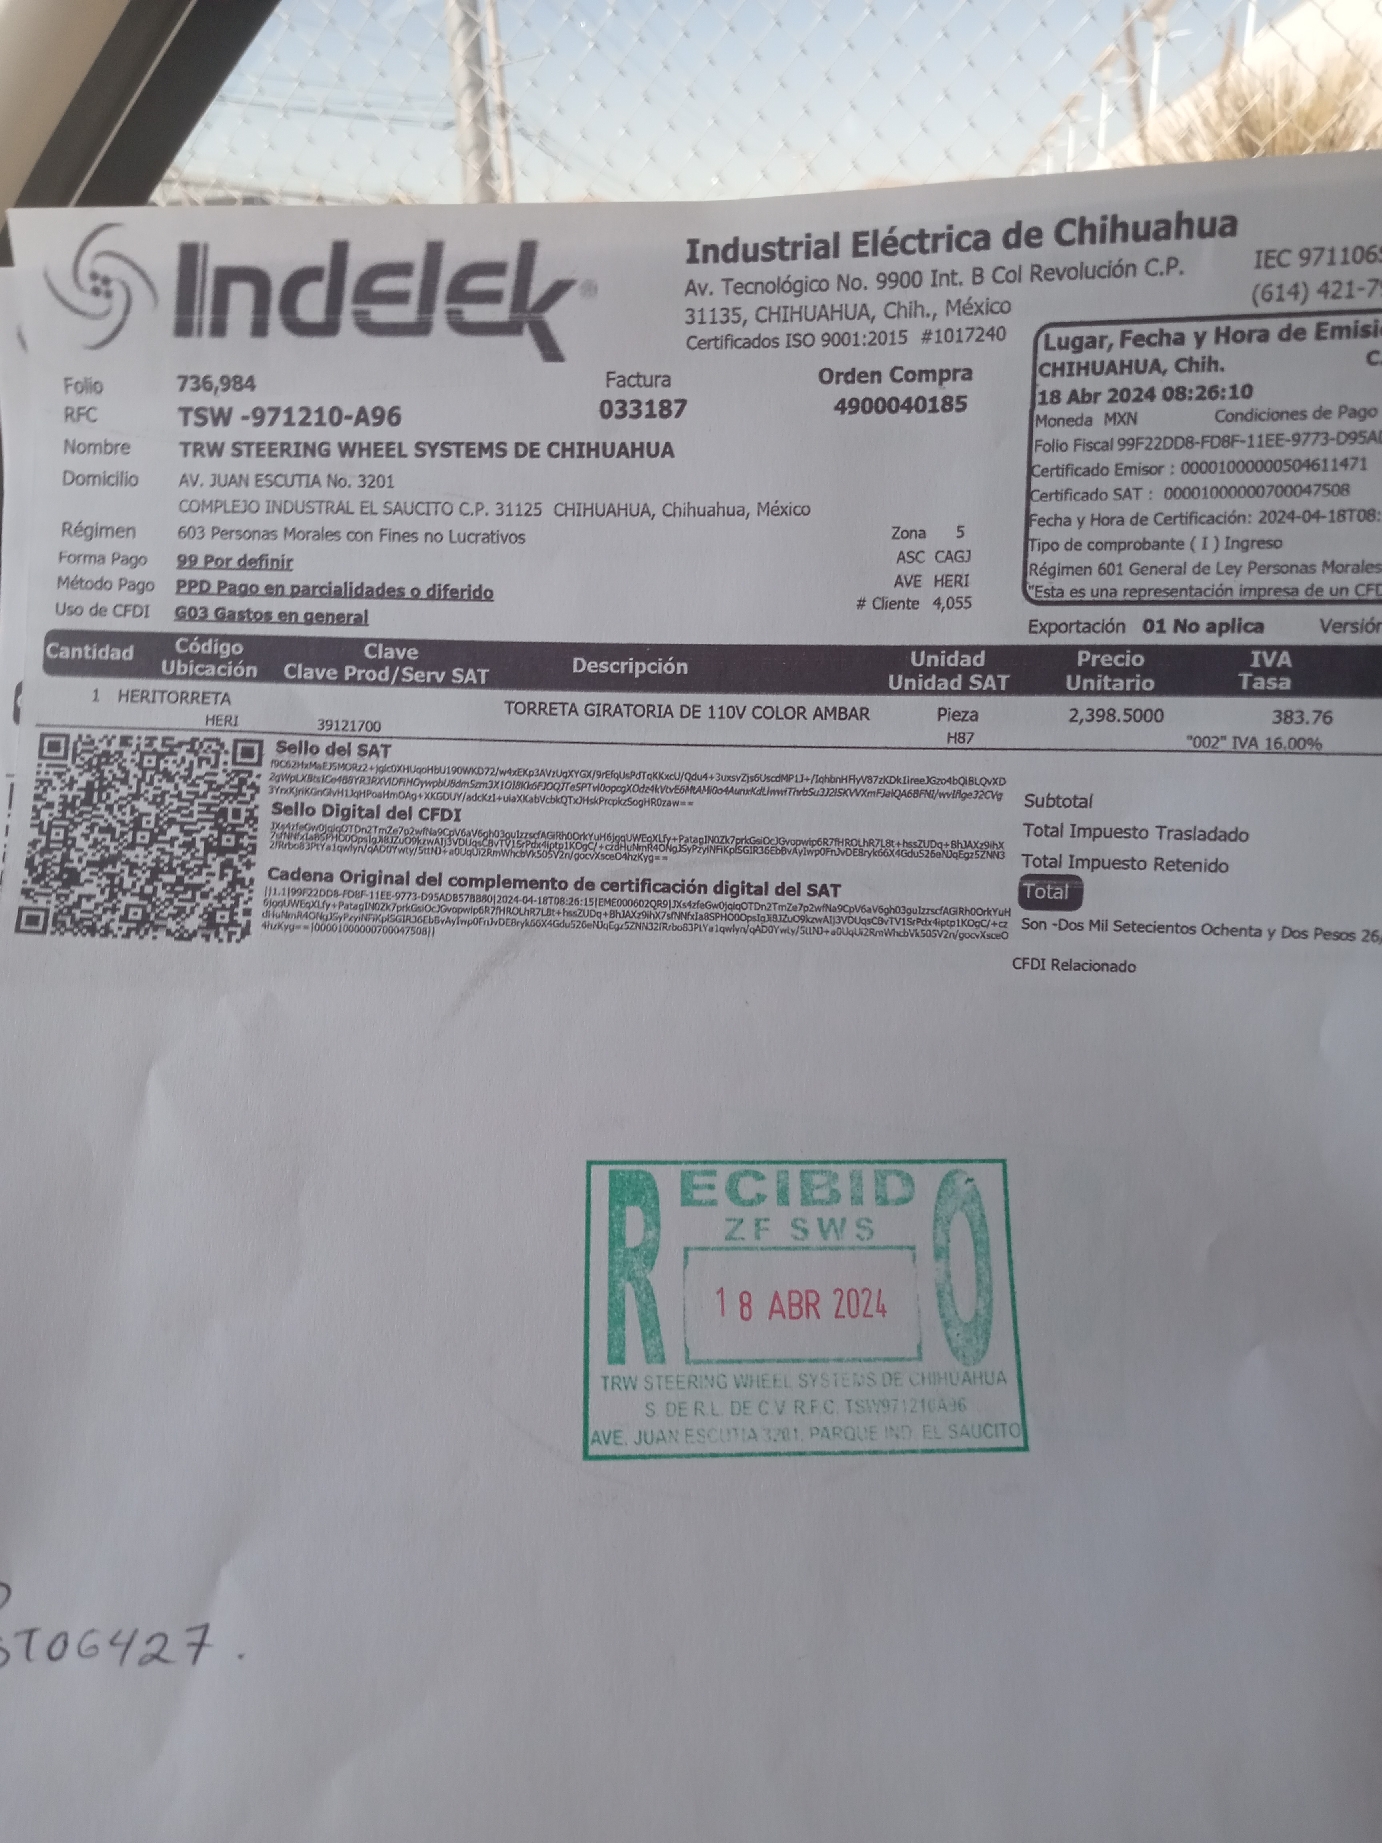 Indelek
Industrial Eléctrica de Chihuahua
Av. Tecnológico No. 9900 Int. B Col Revolución C.P.
31135, CHIHUAHUA, Chih., México
Certificados ISO 9001:2015 #1017240
IEC 971106
(614) 421-7
Lugar, Fecha y Hora de Emisi
CHIHUAHUA, Chih. C.
18 Abr 2024 08:26:10
Moneda MXN Condiciones de Pago
Folio Fiscal 99F22DD8-FD8F-11EE-9773-D95A
Certificado Emisor : 00001000000504611471
Certificado SAT : 00001000000700047508
Fecha y Hora de Certificación: 2024-04-18T08:
Tipo de comprobante ( I ) Ingreso
Régimen 601 General de Ley Personas Morales
"Esta es una representación impresa de un CFD
Exportación 01 No aplica Versión
Folio 736,984 Factura Orden Compra
RFC TSW -971210-A96 033187 4900040185
Nombre TRW STEERING WHEEL SYSTEMS DE CHIHUAHUA
Domicilio AV. JUAN ESCUTIA No. 3201
COMPLEJO INDUSTRAL EL SAUCITO C.P. 31125 CHIHUAHUA, Chihuahua, México
Régimen 603 Personas Morales con Fines no Lucrativos Zona 5
Forma Pago 99 Por definir ASC CAGJ
Método Pago PPD Pago en parcialidades o diferido AVE HERI
Uso de CFDI G03 Gastos en general # Cliente 4,055
Cantidad Código Clave Descripción Unidad Precio IVA
Ubicación Clave Prod/Serv SAT Unidad SAT Unitario Tasa
1 HERITORRETA TORRETA GIRATORIA DE 110V COLOR AMBAR Pieza 2,398.5000 383.76
HERI 39121700 H87 "002" IVA 16.00%
Sello del SAT
Sello Digital del CFDI
Cadena Original del complemento de certificación digital del SAT
Subtotal
Total Impuesto Trasladado
Total Impuesto Retenido
Total
Son -Dos Mil Setecientos Ochenta y Dos Pesos 26
CFDI Relacionado
RECIBIDO
ZF SWS
18 ABR 2024
TRW STEERING WHEEL SYSTEMS DE CHIHUAHUA
S. DE R.L. DE C.V R.F.C. TSW971210A96
AVE. JUAN ESCUTIA 3201, PARQUE IND. EL SAUCITO
T06427.